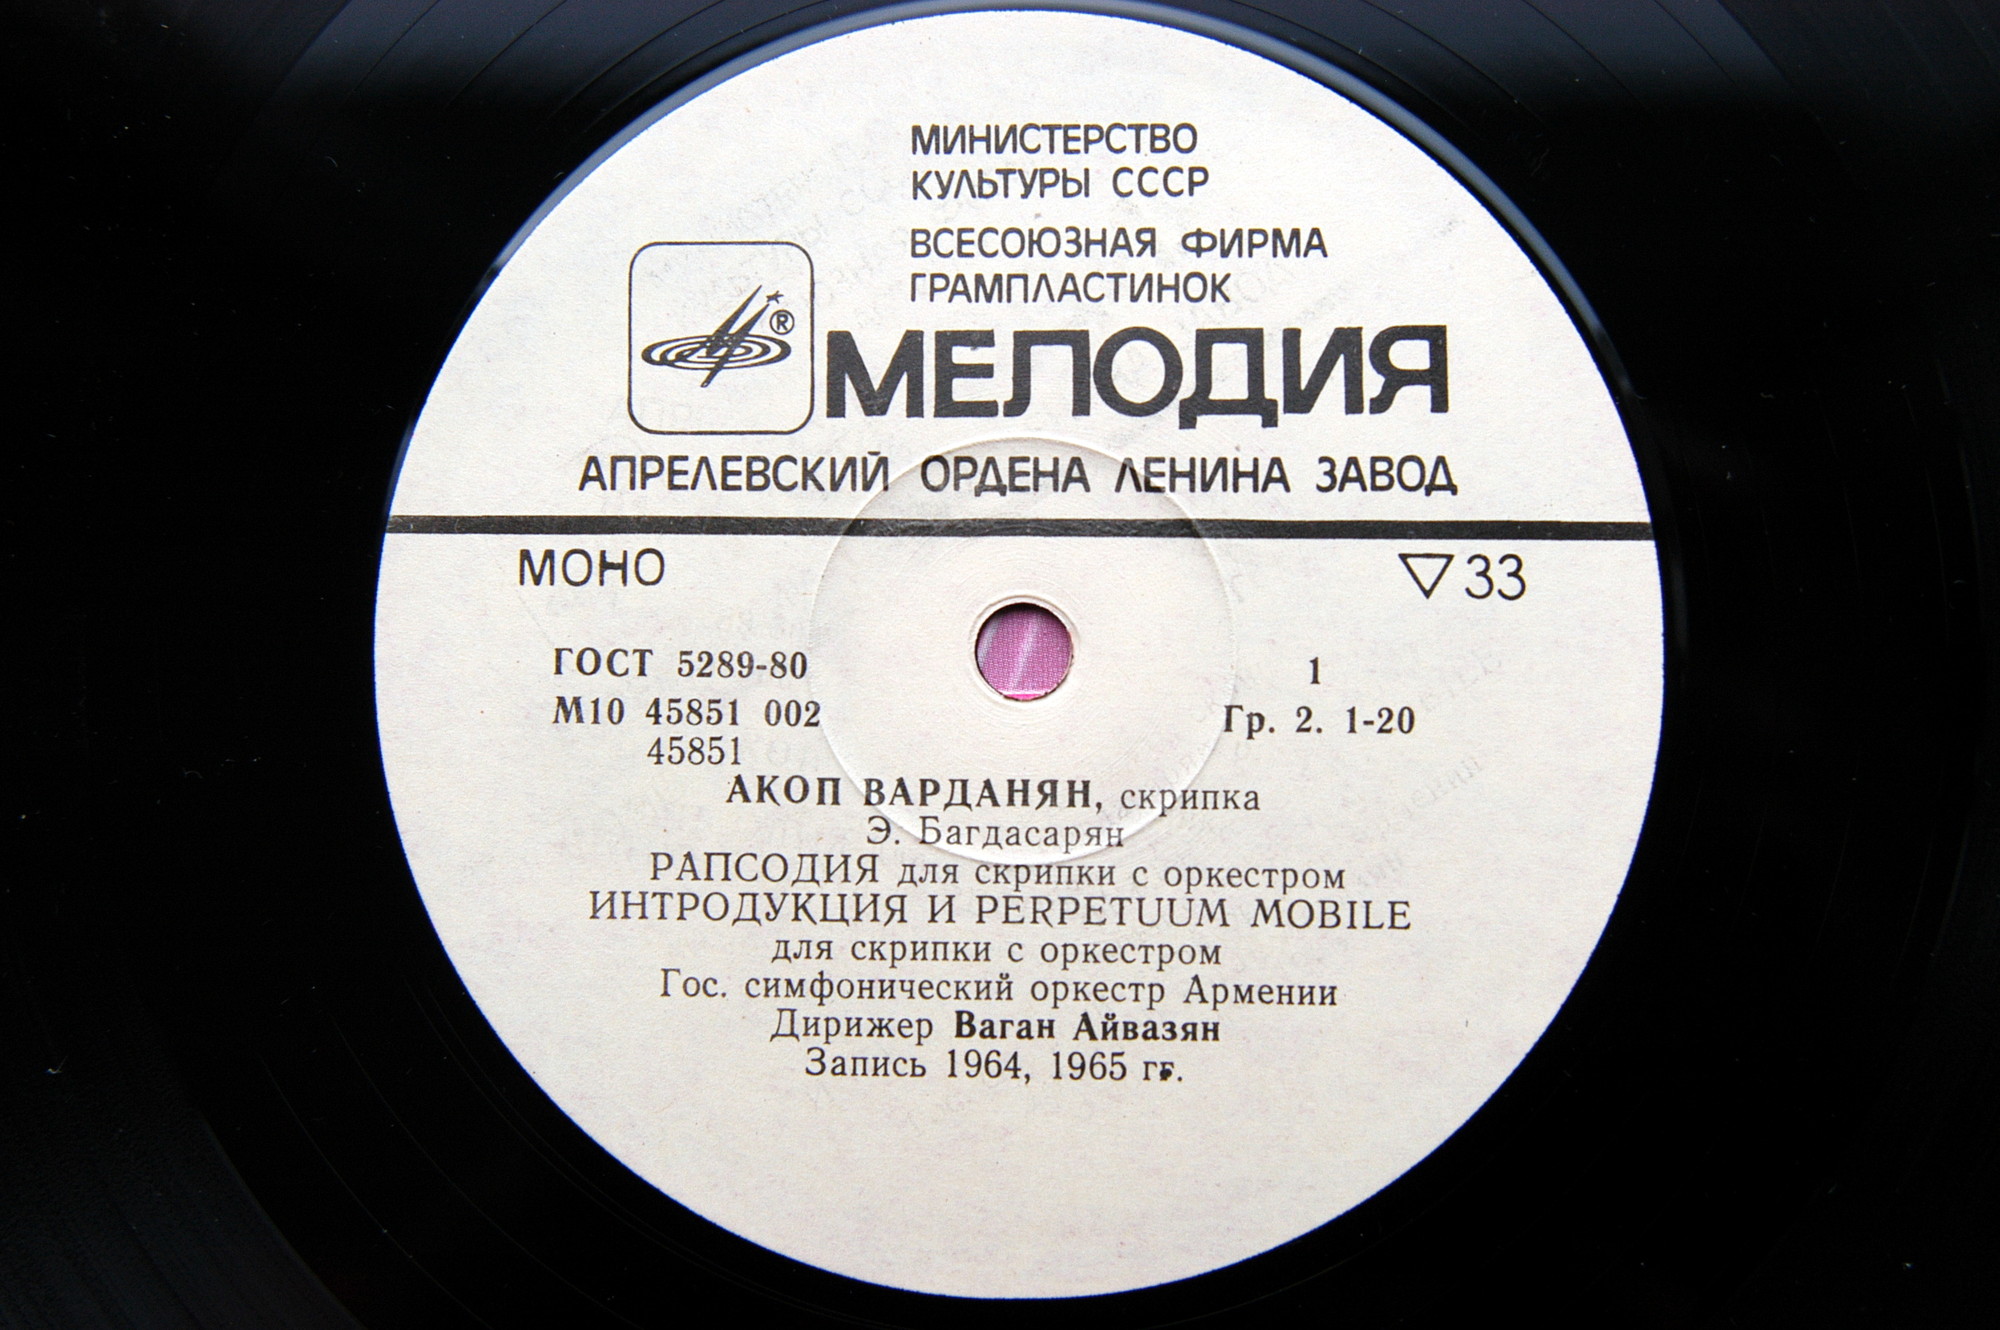 МИНИСТЕРСТВО
КУЛЬТУРЫ СССР
ВСЕСОЮЗНАЯ ФИРМА
ГРАМПЛАСТИНОК
®
МЕЛОДИЯ
АПРЕЛЕВСКИЙ ОРДЕНА ЛЕНИНА ЗАВОД
МОНО
▽33
ГОСТ 5289-80
1
М10 45851 002
Гр. 2. 1-20
45851
АКОП ВАРДАНЯН, скрипка
Э. Багдасарян
РАПСОДИЯ для скрипки с оркестром
ИНТРОДУКЦИЯ И PERPETUUM MOBILE
для скрипки с оркестром
Гос. симфонический оркестр Армении
Дирижер Ваган Айвазян
Запись 1964, 1965 гг.